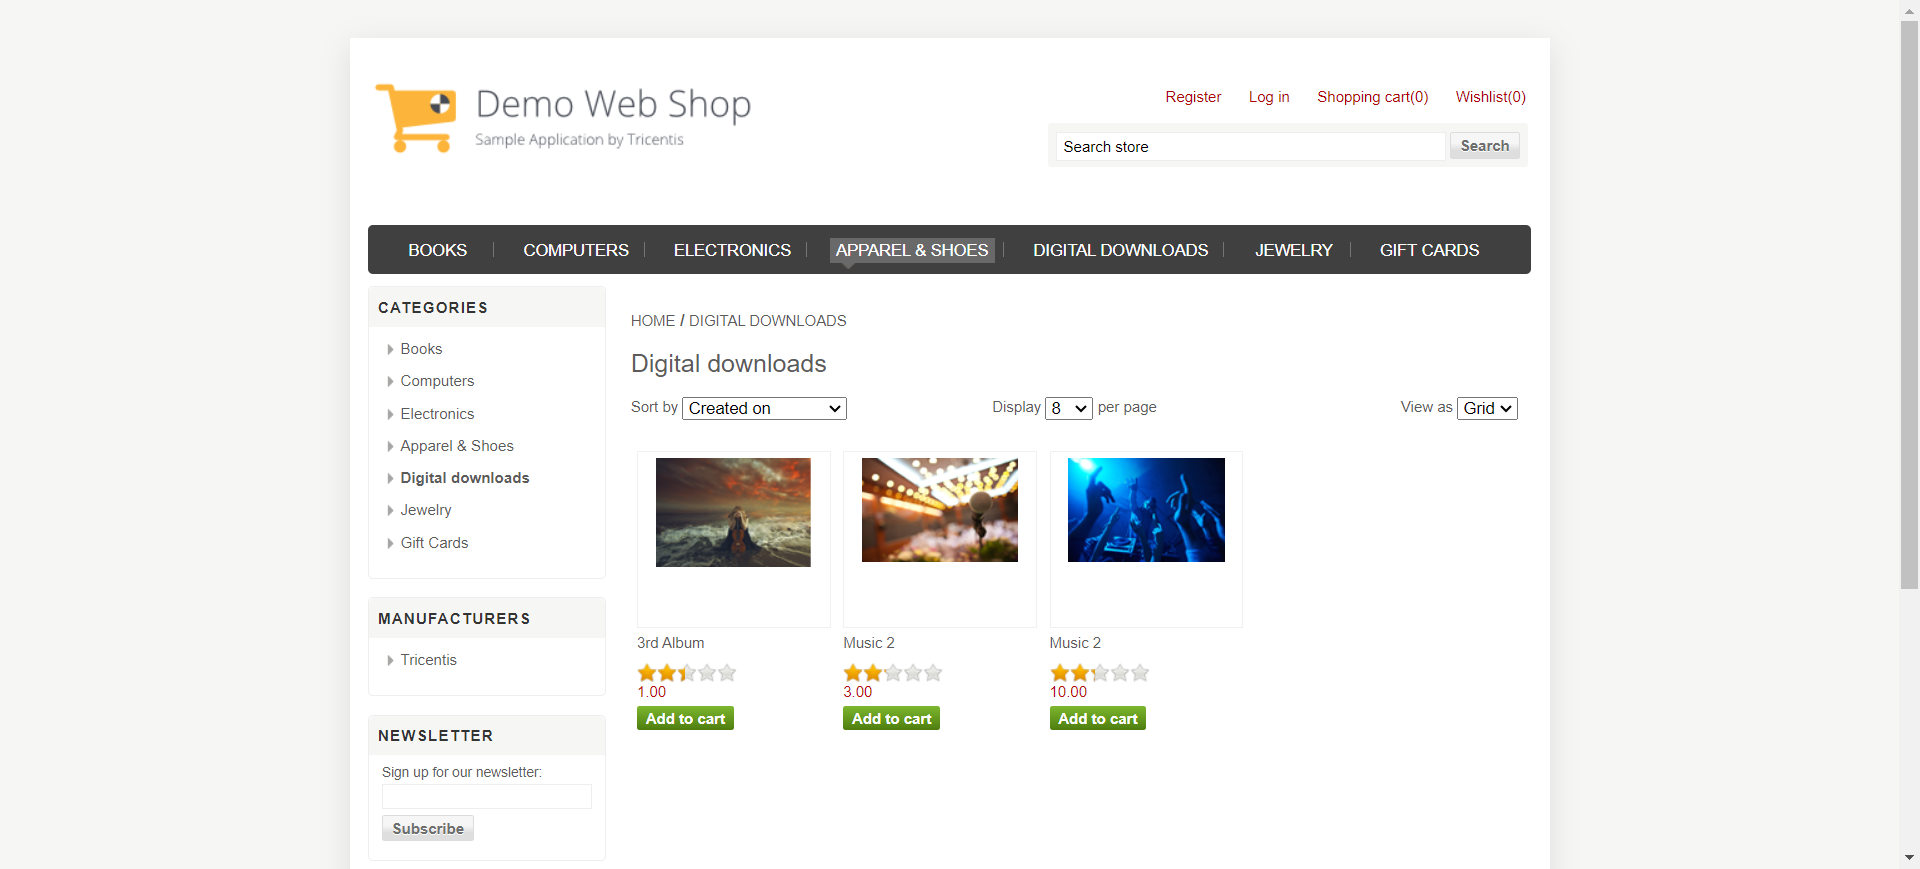 Demo Web Shop
Sample Application by Tricentis
Register Log in Shopping cart(0) Wishlist(0)
Search store Search
BOOKS COMPUTERS ELECTRONICS APPAREL & SHOES DIGITAL DOWNLOADS JEWELRY GIFT CARDS
CATEGORIES
Books
Computers
Electronics
Apparel & Shoes
Digital downloads
Jewelry
Gift Cards
MANUFACTURERS
Tricentis
NEWSLETTER
Sign up for our newsletter:
Subscribe
HOME / DIGITAL DOWNLOADS
Digital downloads
Sort by Created on Display 8 per page View as Grid
3rd Album
1.00
Add to cart
Music 2
3.00
Add to cart
Music 2
10.00
Add to cart